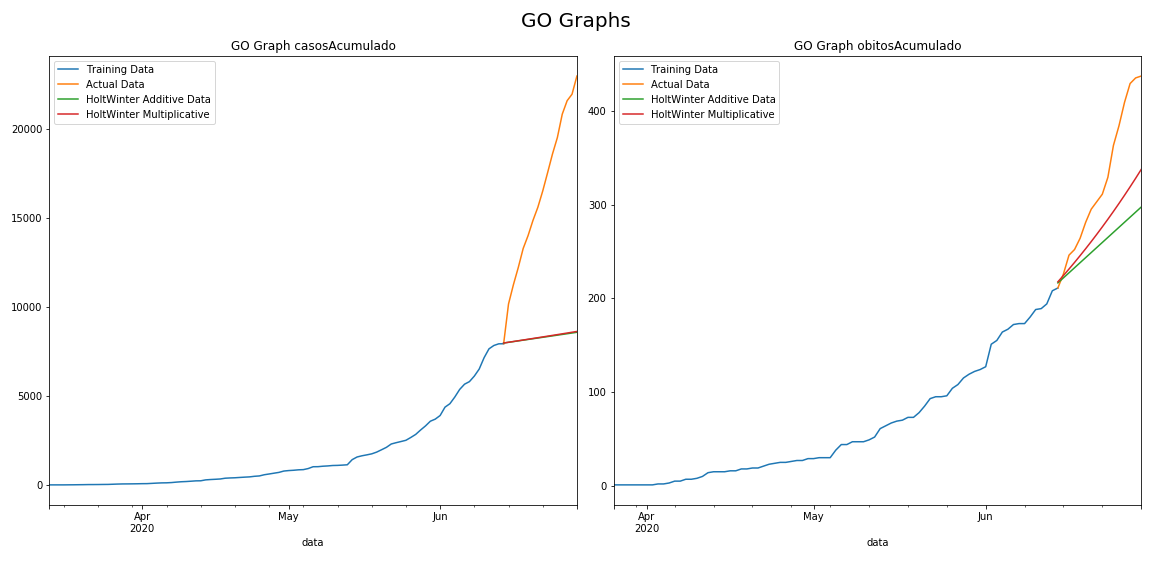 GO Graphs
GO Graph casosAcumulado
Training Data
Actual Data
HoltWinter Additive Data
HoltWinter Multiplicative
20000
15000
10000
5000
0
Apr
2020
May
Jun
data
GO Graph obitosAcumulado
Training Data
Actual Data
HoltWinter Additive Data
HoltWinter Multiplicative
400
300
200
100
0
Apr
2020
May
Jun
data